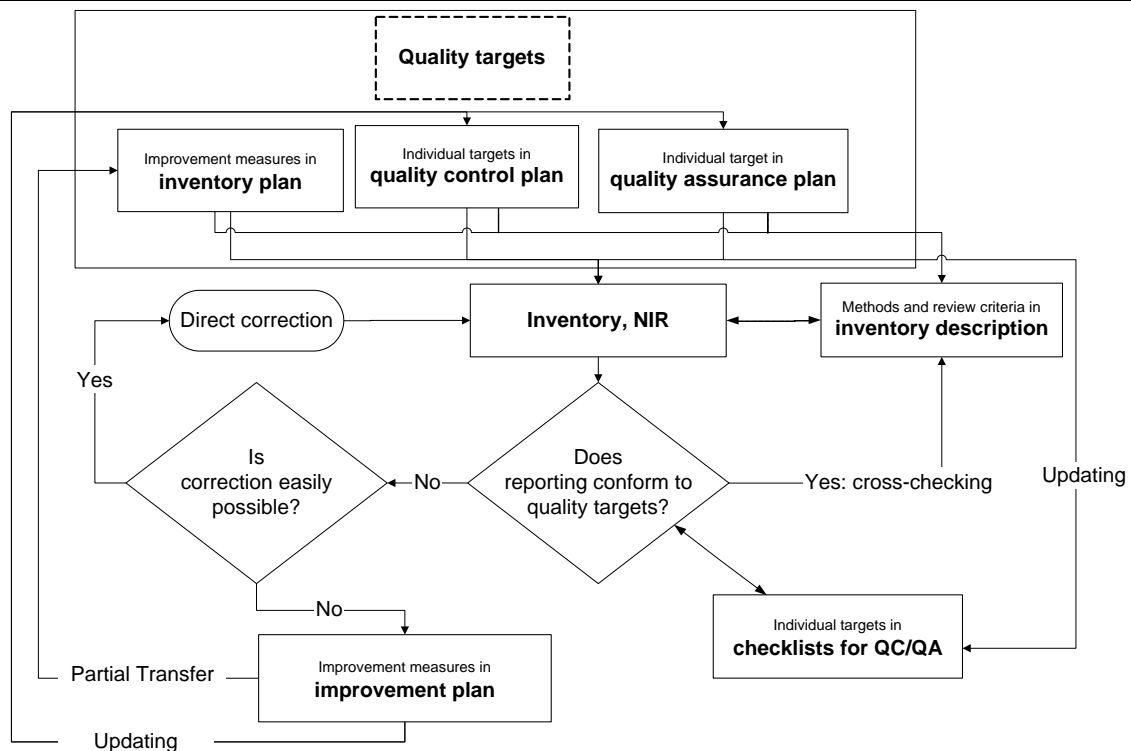 Quality targets
Improvement measures in
inventory plan
Individual targets in
quality control plan
Individual target in
quality assurance plan
Direct correction
Inventory, NIR
Methods and review criteria in
inventory description
Yes
Is
correction easily
possible?
No
Does
reporting conform to
quality targets?
Yes: cross-checking
Updating
No
Individual targets in
checklists for QC/QA
Partial Transfer
Improvement measures in
improvement plan
Updating